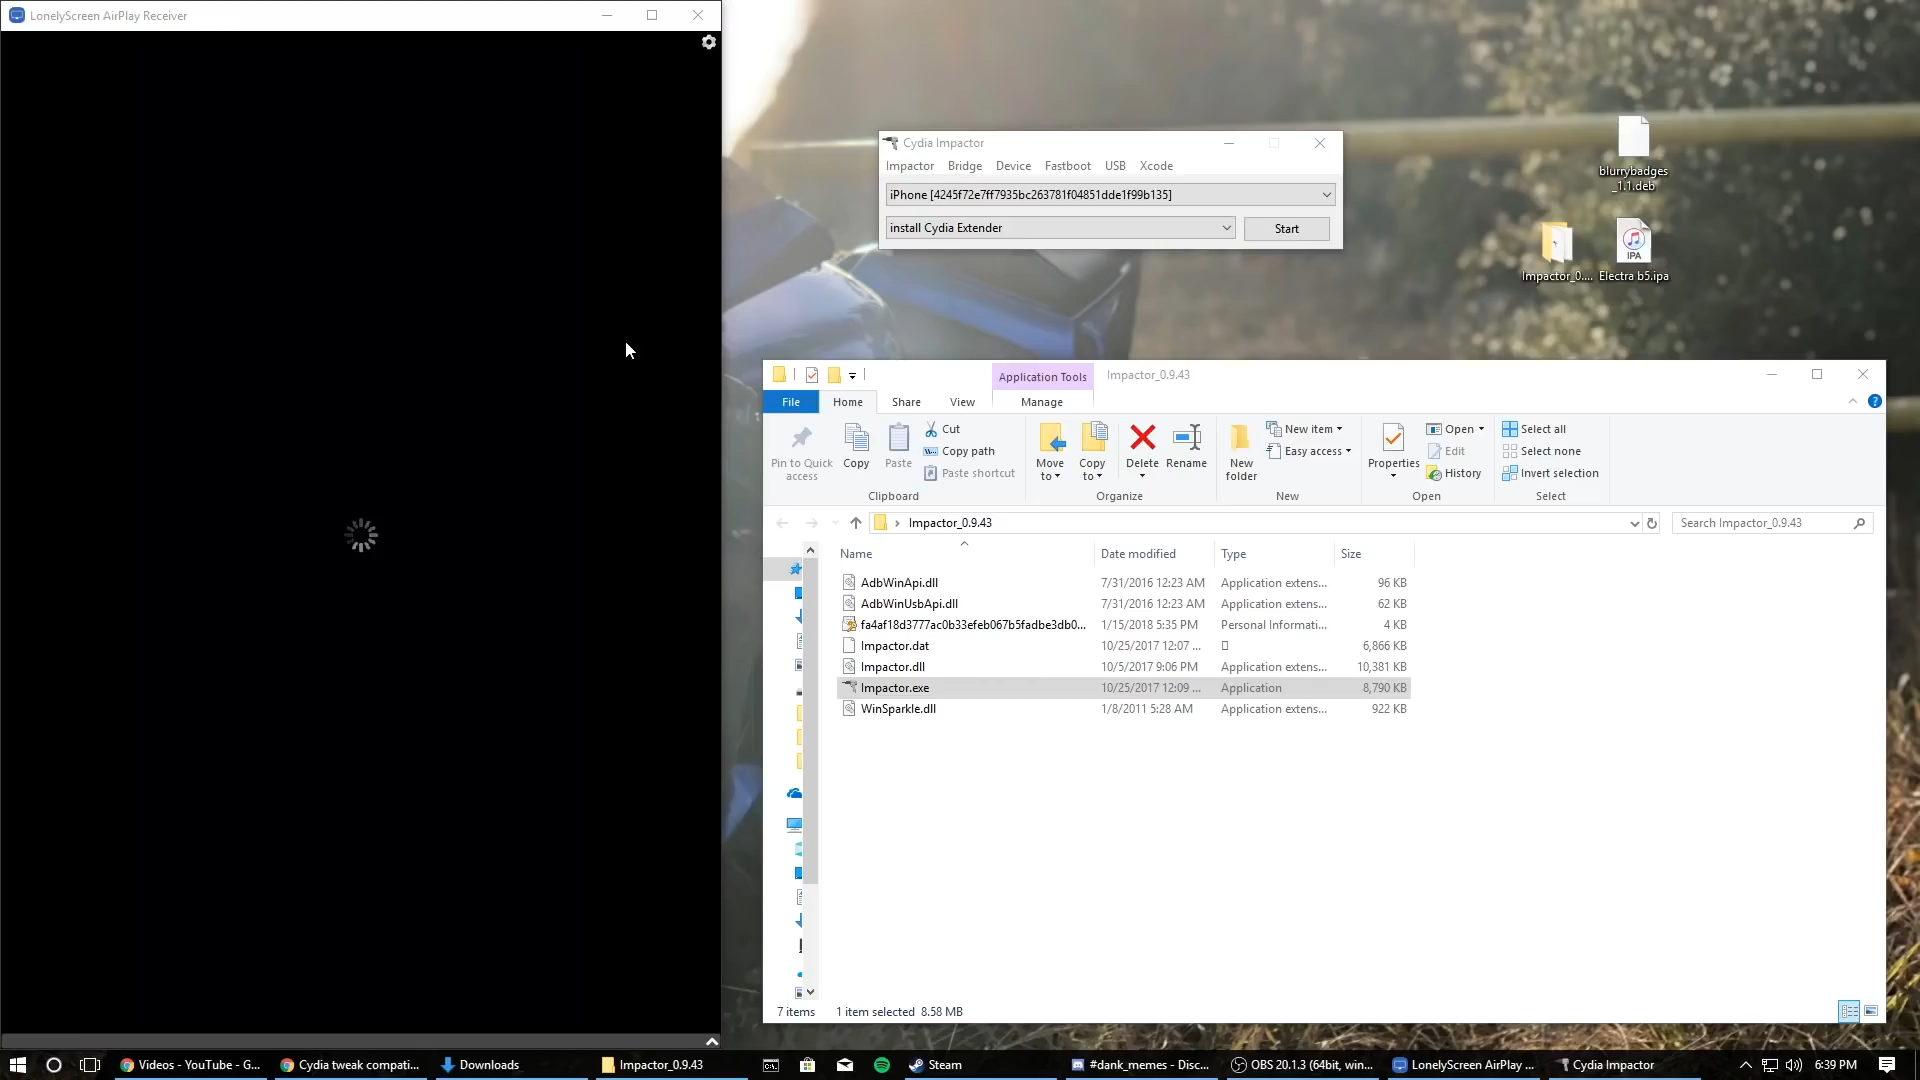 LonelyScreen AirPlay Receiver
Cydia Impactor
Impactor Bridge Device Fastboot USB Xcode
iPhone [4245f72e7ff7935bc263781f04851dde1f99b135]
install Cydia Extender
Start
blurrybadges
_1.1.deb
Impactor_0....
IPA
Electra b5.ipa
Application Tools
Impactor_0.9.43
File Home Share View Manage
Pin to Quick
access
Copy
Paste
Cut
Copy path
Paste shortcut
Clipboard
Move
to
Copy
to
Delete
Rename
Organize
New
folder
New item
Easy access
New
Properties
Open
Edit
History
Open
Select all
Select none
Invert selection
Select
Impactor_0.9.43
Search Impactor_0.9.43
Name Date modified Type Size
AdbWinApi.dll 7/31/2016 12:23 AM Application extens... 96 KB
AdbWinUsbApi.dll 7/31/2016 12:23 AM Application extens... 62 KB
fa4af18d3777ac0b33efeb067b5fadbe3db0... 1/15/2018 5:35 PM Personal Informati... 4 KB
Impactor.dat 10/25/2017 12:07 ... 6,866 KB
Impactor.dll 10/5/2017 9:06 PM Application extens... 10,381 KB
Impactor.exe 10/25/2017 12:09 ... Application 8,790 KB
WinSparkle.dll 1/8/2011 5:28 AM Application extens... 922 KB
7 items 1 item selected 8.58 MB
Videos - YouTube - G...
Cydia tweak compati...
Downloads
Impactor_0.9.43
Steam
#dank_memes - Disc...
OBS 20.1.3 (64bit, win...
LonelyScreen AirPlay ...
Cydia Impactor
6:39 PM